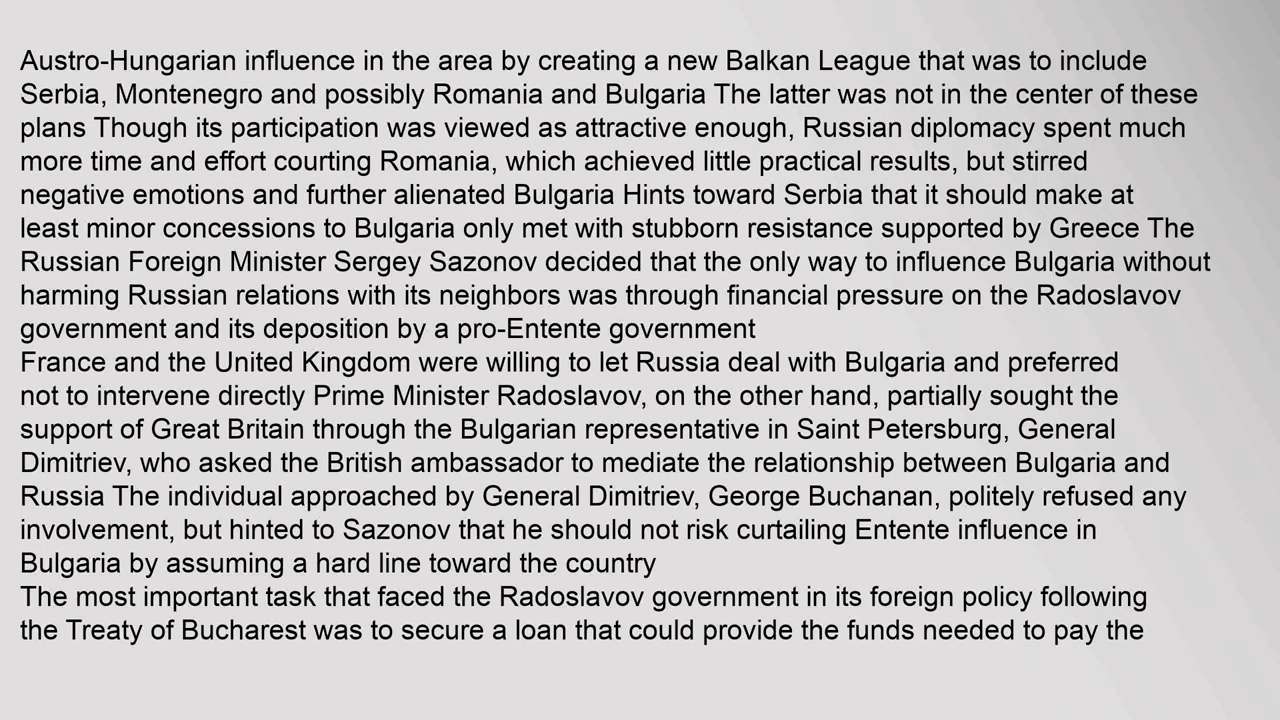 Austro-Hungarian influence in the area by creating a new Balkan League that was to include
Serbia, Montenegro and possibly Romania and Bulgaria The latter was not in the center of these
plans Though its participation was viewed as attractive enough, Russian diplomacy spent much
more time and effort courting Romania, which achieved little practical results, but stirred
negative emotions and further alienated Bulgaria Hints toward Serbia that it should make at
least minor concessions to Bulgaria only met with stubborn resistance supported by Greece The
Russian Foreign Minister Sergey Sazonov decided that the only way to influence Bulgaria without
harming Russian relations with its neighbors was through financial pressure on the Radoslavov
government and its deposition by a pro-Entente government
France and the United Kingdom were willing to let Russia deal with Bulgaria and preferred
not to intervene directly Prime Minister Radoslavov, on the other hand, partially sought the
support of Great Britain through the Bulgarian representative in Saint Petersburg, General
Dimitriev, who asked the British ambassador to mediate the relationship between Bulgaria and
Russia The individual approached by General Dimitriev, George Buchanan, politely refused any
involvement, but hinted to Sazonov that he should not risk curtailing Entente influence in
Bulgaria by assuming a hard line toward the country
The most important task that faced the Radoslavov government in its foreign policy following
the Treaty of Bucharest was to secure a loan that could provide the funds needed to pay the